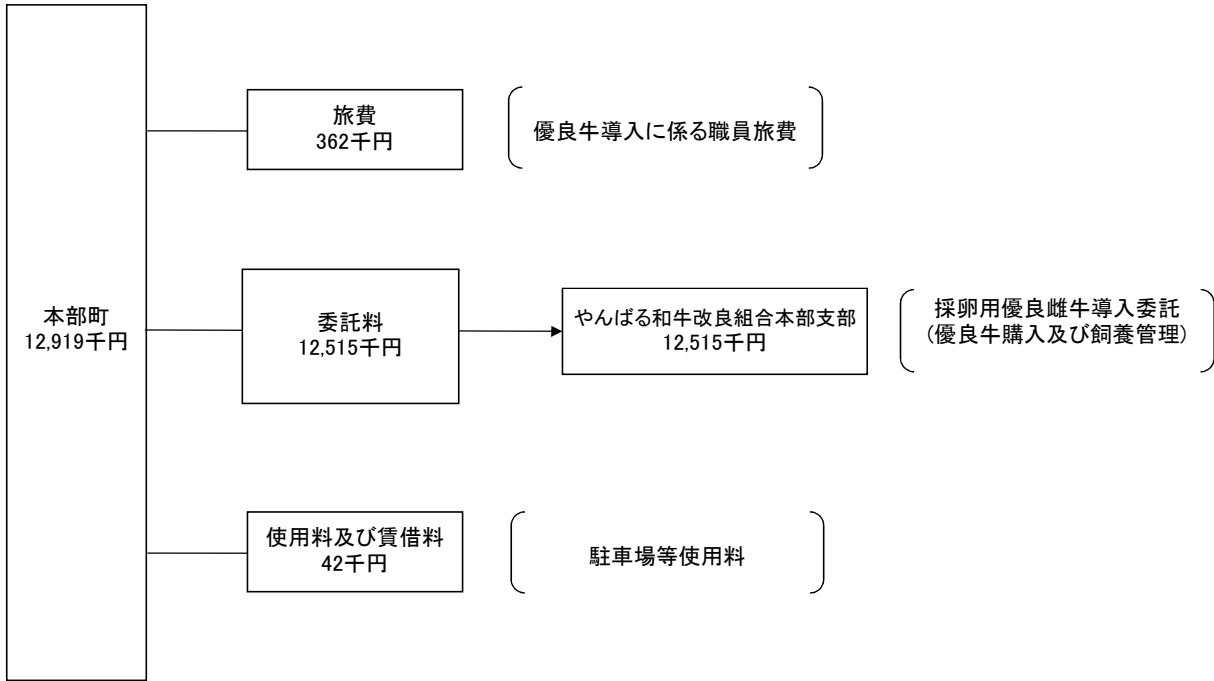 旅費
362千円
優良牛導入に係る職員旅費
本部町
12,919千円
委託料
12,515千円
やんばる和牛改良組合本部支部
12,515千円
採卵用優良雌牛導入委託
(優良牛購入及び飼養管理)
使用料及び賃借料
42千円
駐車場等使用料